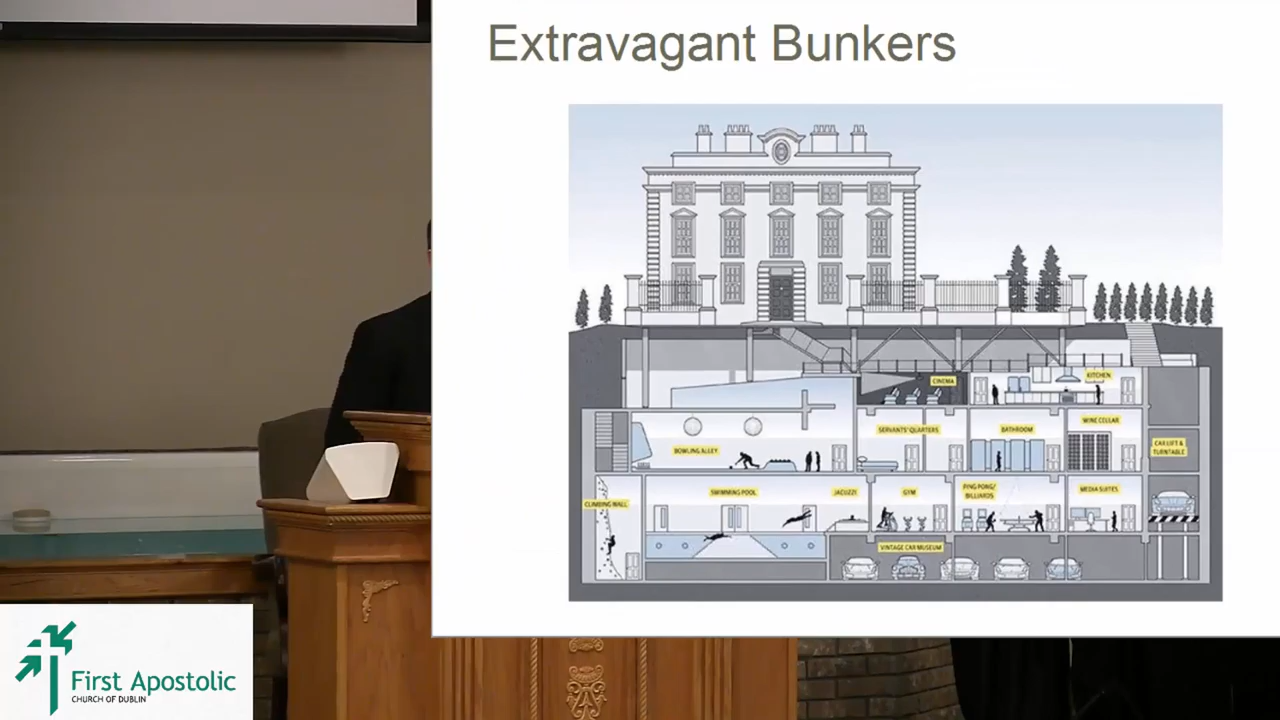 Extravagant Bunkers
CINEMA
KITCHEN
SERVANTS' QUARTERS
BATHROOM
WINE CELLAR
CAR LIFT &
TURNTABLE
BOWLING ALLEY
CLIMBING WALL
SWIMMING POOL
JACUZZI
GYM
PING PONG/
BILLIARDS
MEDIA SUITES
VINTAGE CAR MUSEUM
First Apostolic
CHURCH OF DUBLIN